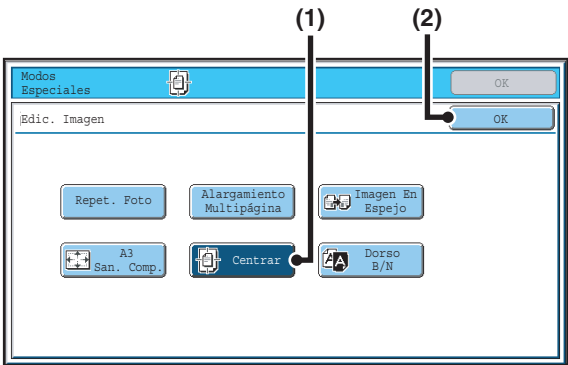 (1) (2)
Modos
Especiales
OK
Edic. Imagen
OK
Repet. Foto
Alargamiento
Multipágina
Imagen En
Espejo
A3
San. Comp.
Centrar
Dorso
B/N